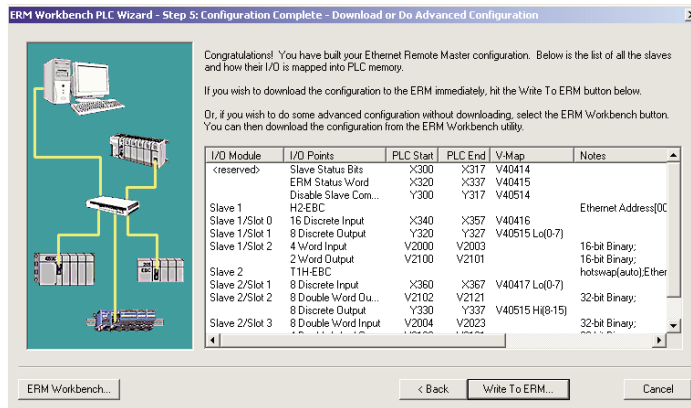 ERM Workbench PLC Wizard - Step 5: Configuration Complete - Download or Do Advanced Configuration
Congratulations! You have built your Ethernet Remote Master configuration. Below is the list of all the slaves
and how their I/O is mapped into PLC memory.
If you wish to download the configuration to the ERM immediately, hit the Write To ERM button below.
Or, if you wish to do some advanced configuration without downloading, select the ERM Workbench button.
You can then download the configuration from the ERM Workbench utility.
I/O Module I/O Points PLC Start PLC End V-Map Notes
<reserved> Slave Status Bits X300 X317 V40414
ERM Status Word X320 X337 V40415
Disable Slave Com... Y300 Y317 V40514
Slave 1 H2-EBC Ethernet Address(00
Slave 1/Slot 0 16 Discrete Input X340 X357 V40416
Slave 1/Slot 1 8 Discrete Output Y320 Y327 V40515 Lo(0-7)
Slave 1/Slot 2 4 Word Input V2000 V2003 16-bit Binary;
2 Word Output V2100 V2101 16-bit Binary;
Slave 2 T1H-EBC hotswap(auto);Ether
Slave 2/Slot 1 8 Discrete Input X360 X367 V40417 Lo(0-7)
Slave 2/Slot 2 8 Double Word Ou... V2102 V2121 32-bit Binary;
8 Discrete Output Y330 Y337 V40515 Hi(8-15)
Slave 2/Slot 3 8 Double Word Input V2004 V2023 32-bit Binary;
ERM Workbench... < Back Write To ERM... Cancel